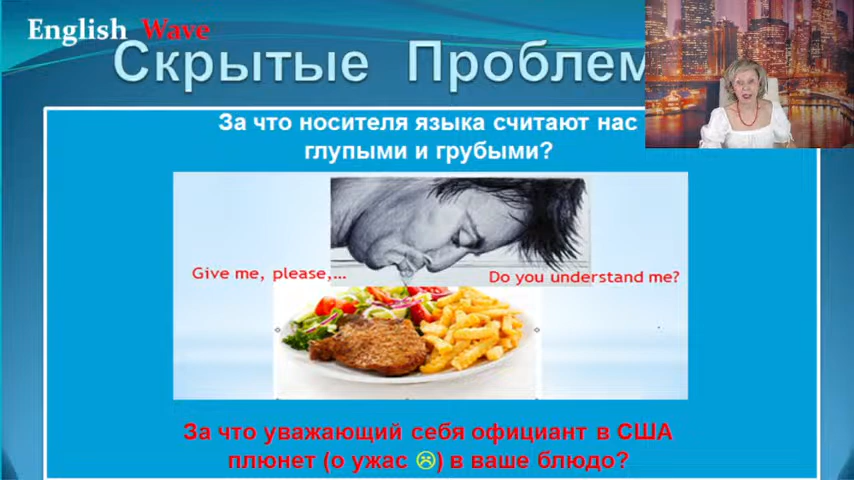 English Wave
Скрытые Проблем
За что носителя языка считают нас
глупыми и грубыми?
Give me, please,...
Do you understand me?
За что уважающий себя официант в США
плюнет (о ужас ☹) в ваше блюдо?